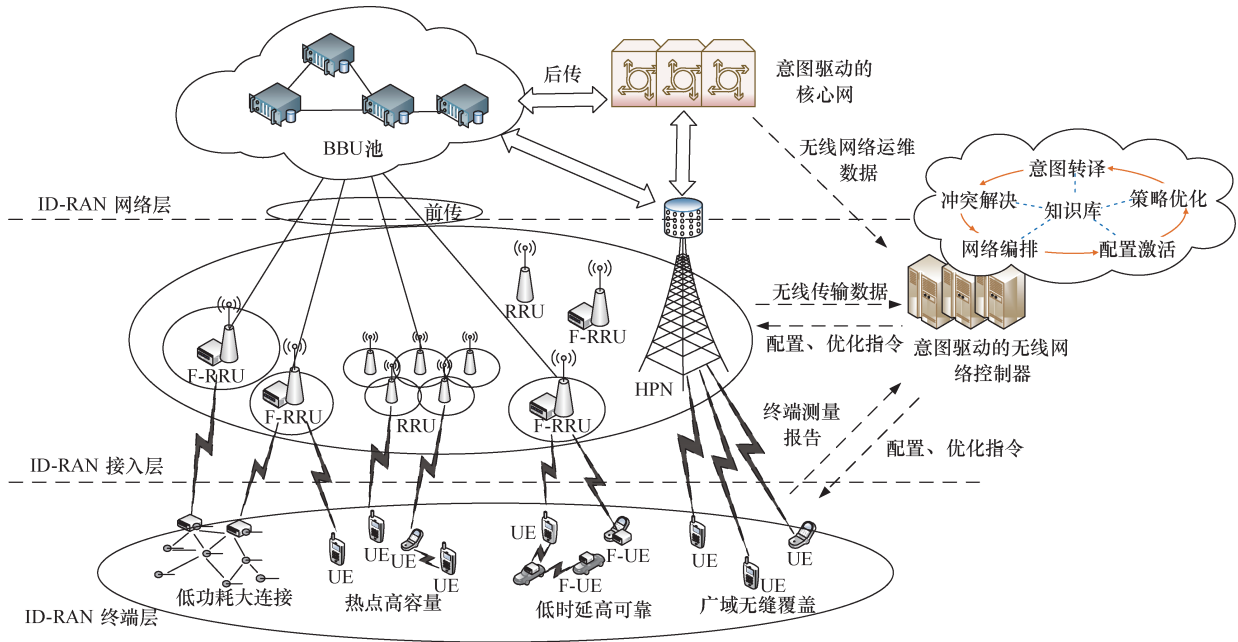 后传
意图驱动的
核心网
BBU池
无线网络运维
数据
意图转译
冲突解决
策略优化
知识库
网络编排
配置激活
ID-RAN 网络层
前传
RRU
F-RRU
无线传输数据
配置、优化指令
意图驱动的无线网
络控制器
F-RRU
HPN
F-RRU
RRU
F-RRU
终端测量
报告
配置、优化指令
ID-RAN 接入层
UE
UE
UE
UE
UE
F-UE
F-UE
UE
UE
UE
低功耗大连接
热点高容量
低时延高可靠
广域无缝覆盖
ID-RAN 终端层